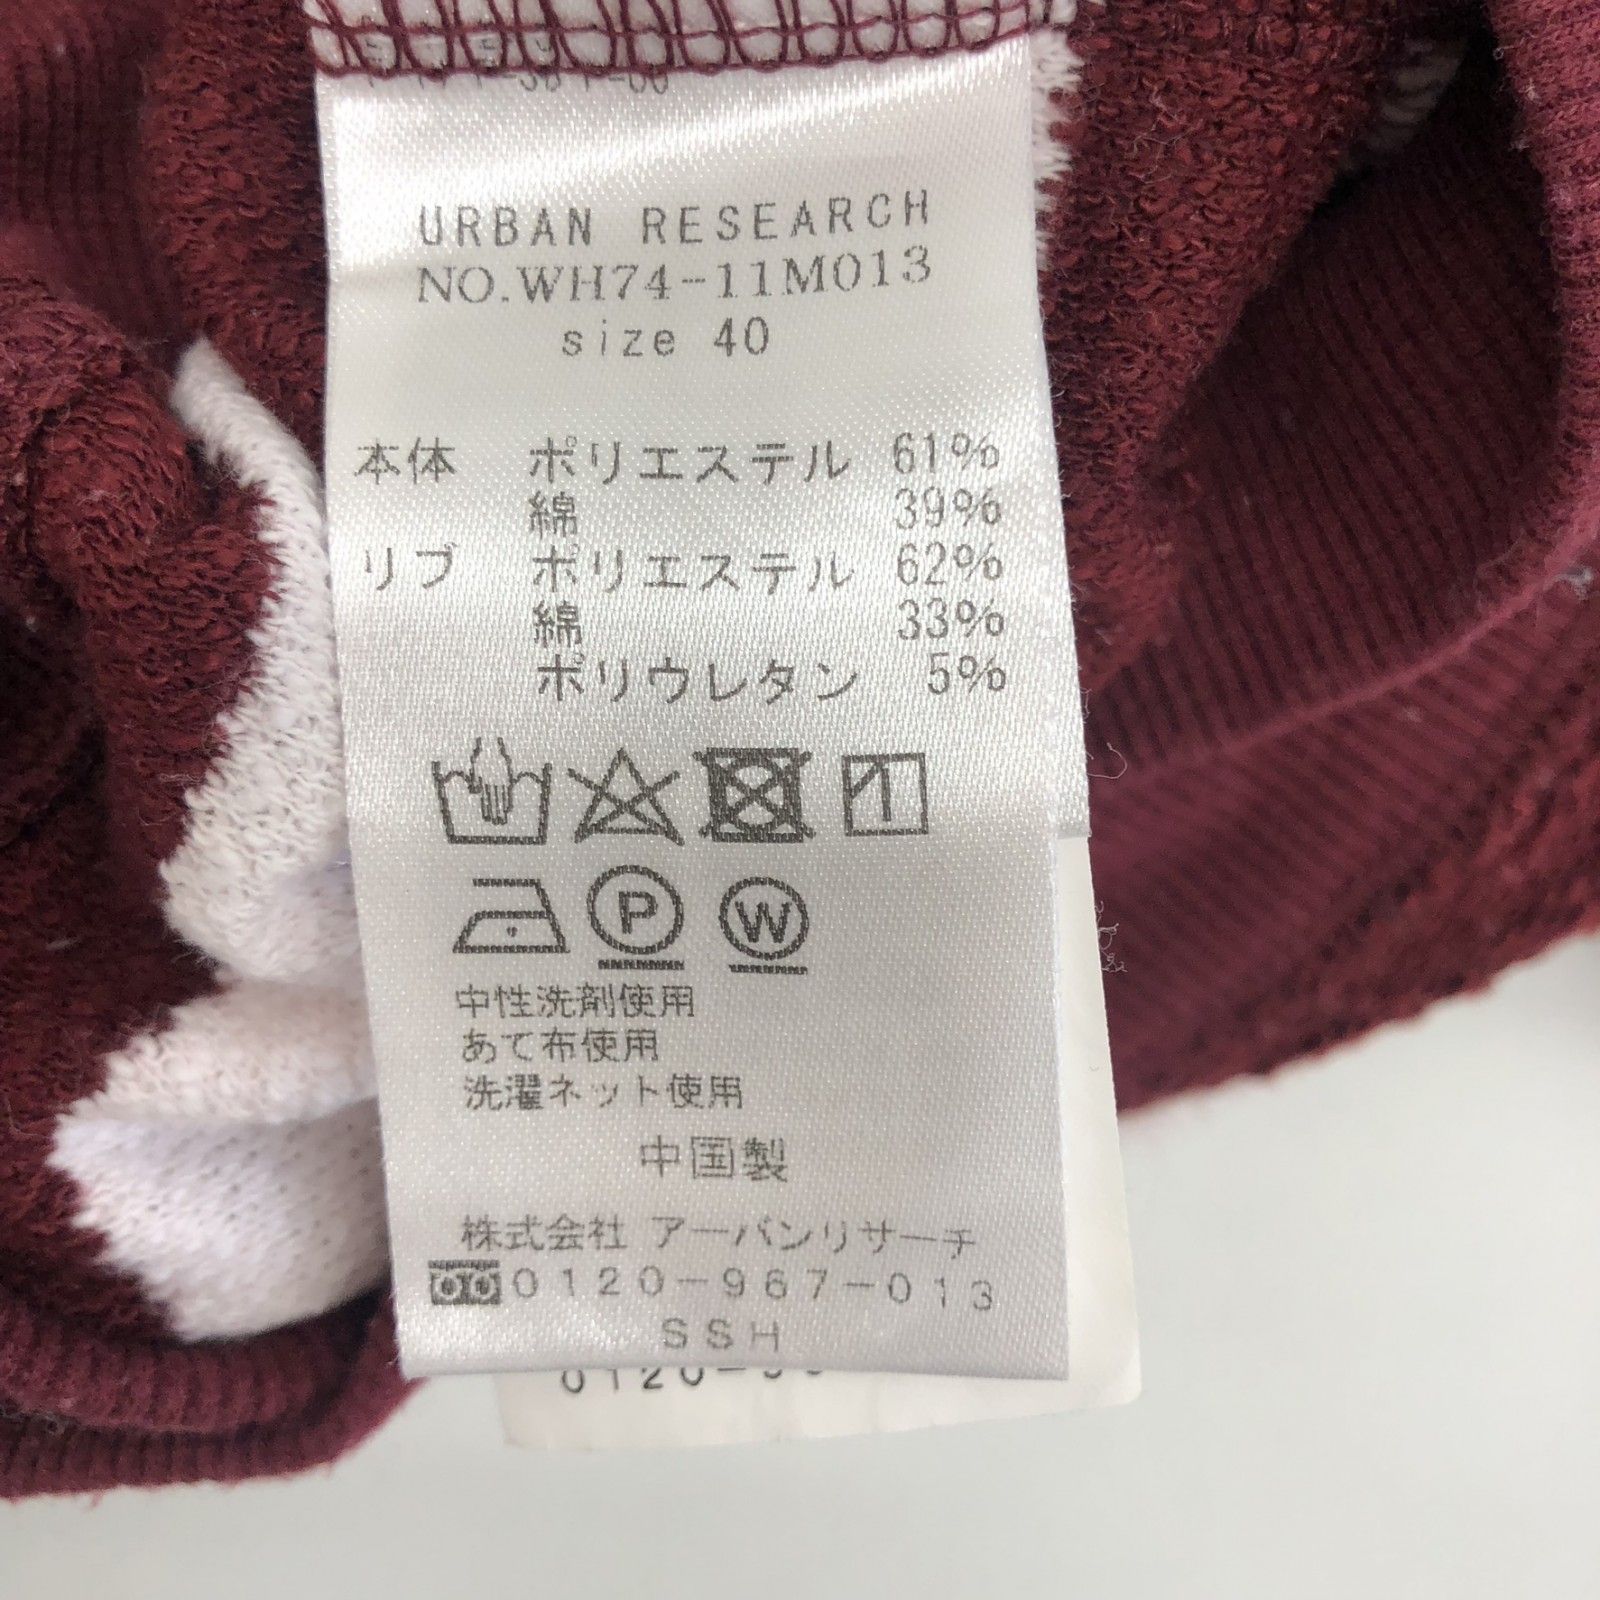 URBAN RESEARCH
NO.WH74-11M013
size 40
本体 ポリエステル 61%
綿 39%
リブ ポリエステル 62%
綿 33%
ポリウレタン 5%
P W
中性洗剤使用
あて布使用
洗濯ネット使用
中国製
株式会社 アーバンリサーチ
0120-967-013
SSH
0120-9